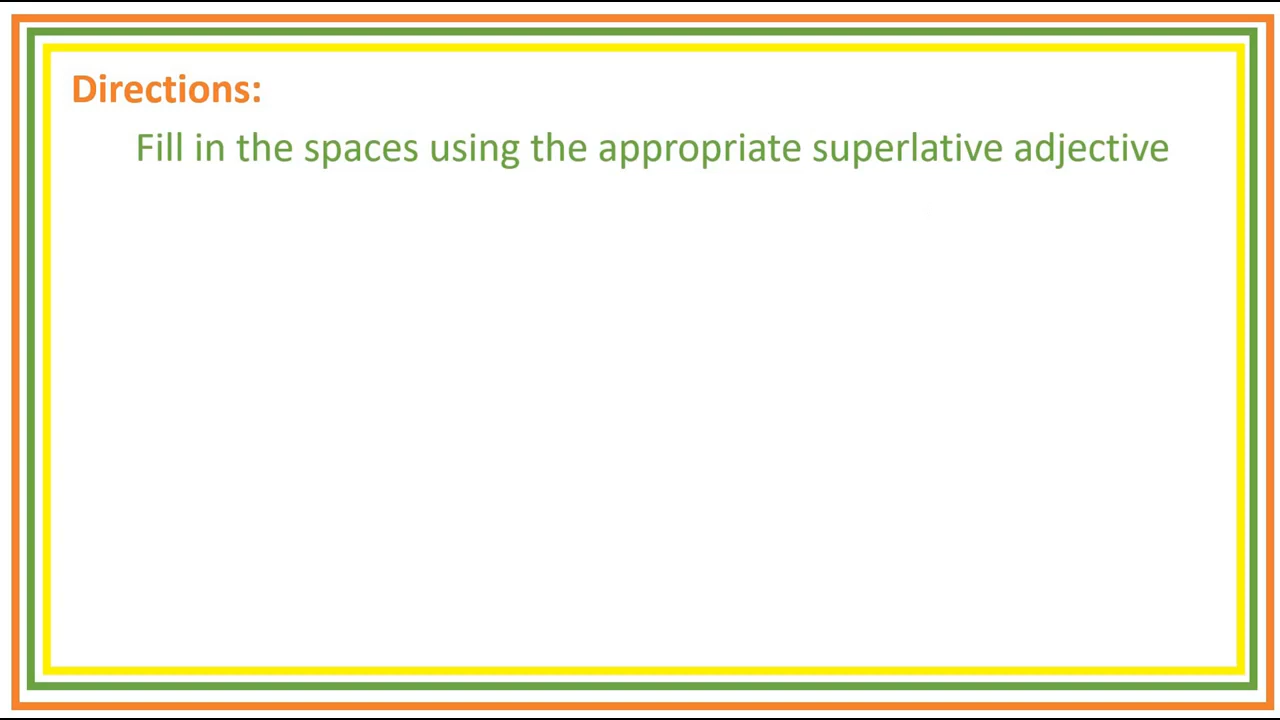 Directions:
Fill in the spaces using the appropriate superlative adjective